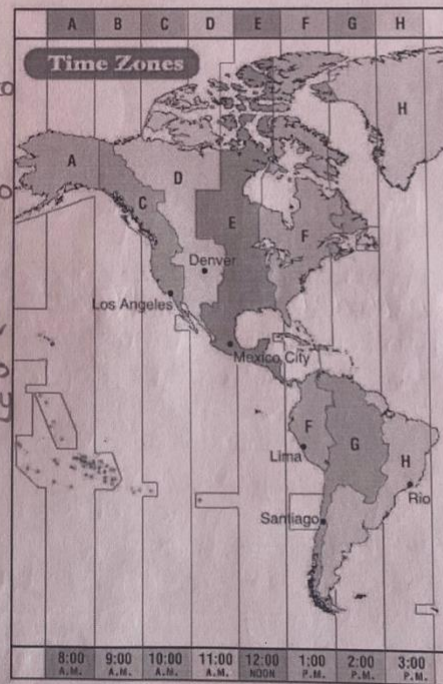 A B C D E F G H
Time Zones
H
A
D
C
E
F
Denver
Los Angeles
Mexico City
F
G
Lima
H
Rio
Santiago
8:00 9:00 10:00 11:00 12:00 1:00 2:00 3:00
A.M. A.M. A.M. A.M. NOON P.M. P.M. P.M.